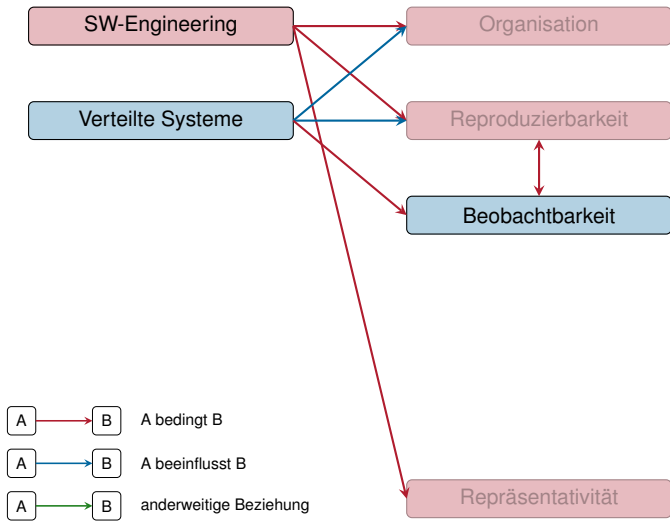 SW-Engineering
Organisation
Verteilte Systeme
Reproduzierbarkeit
Beobachtbarkeit
A B A bedingt B
A B A beeinflusst B
A B anderweitige Beziehung
Repräsentativität